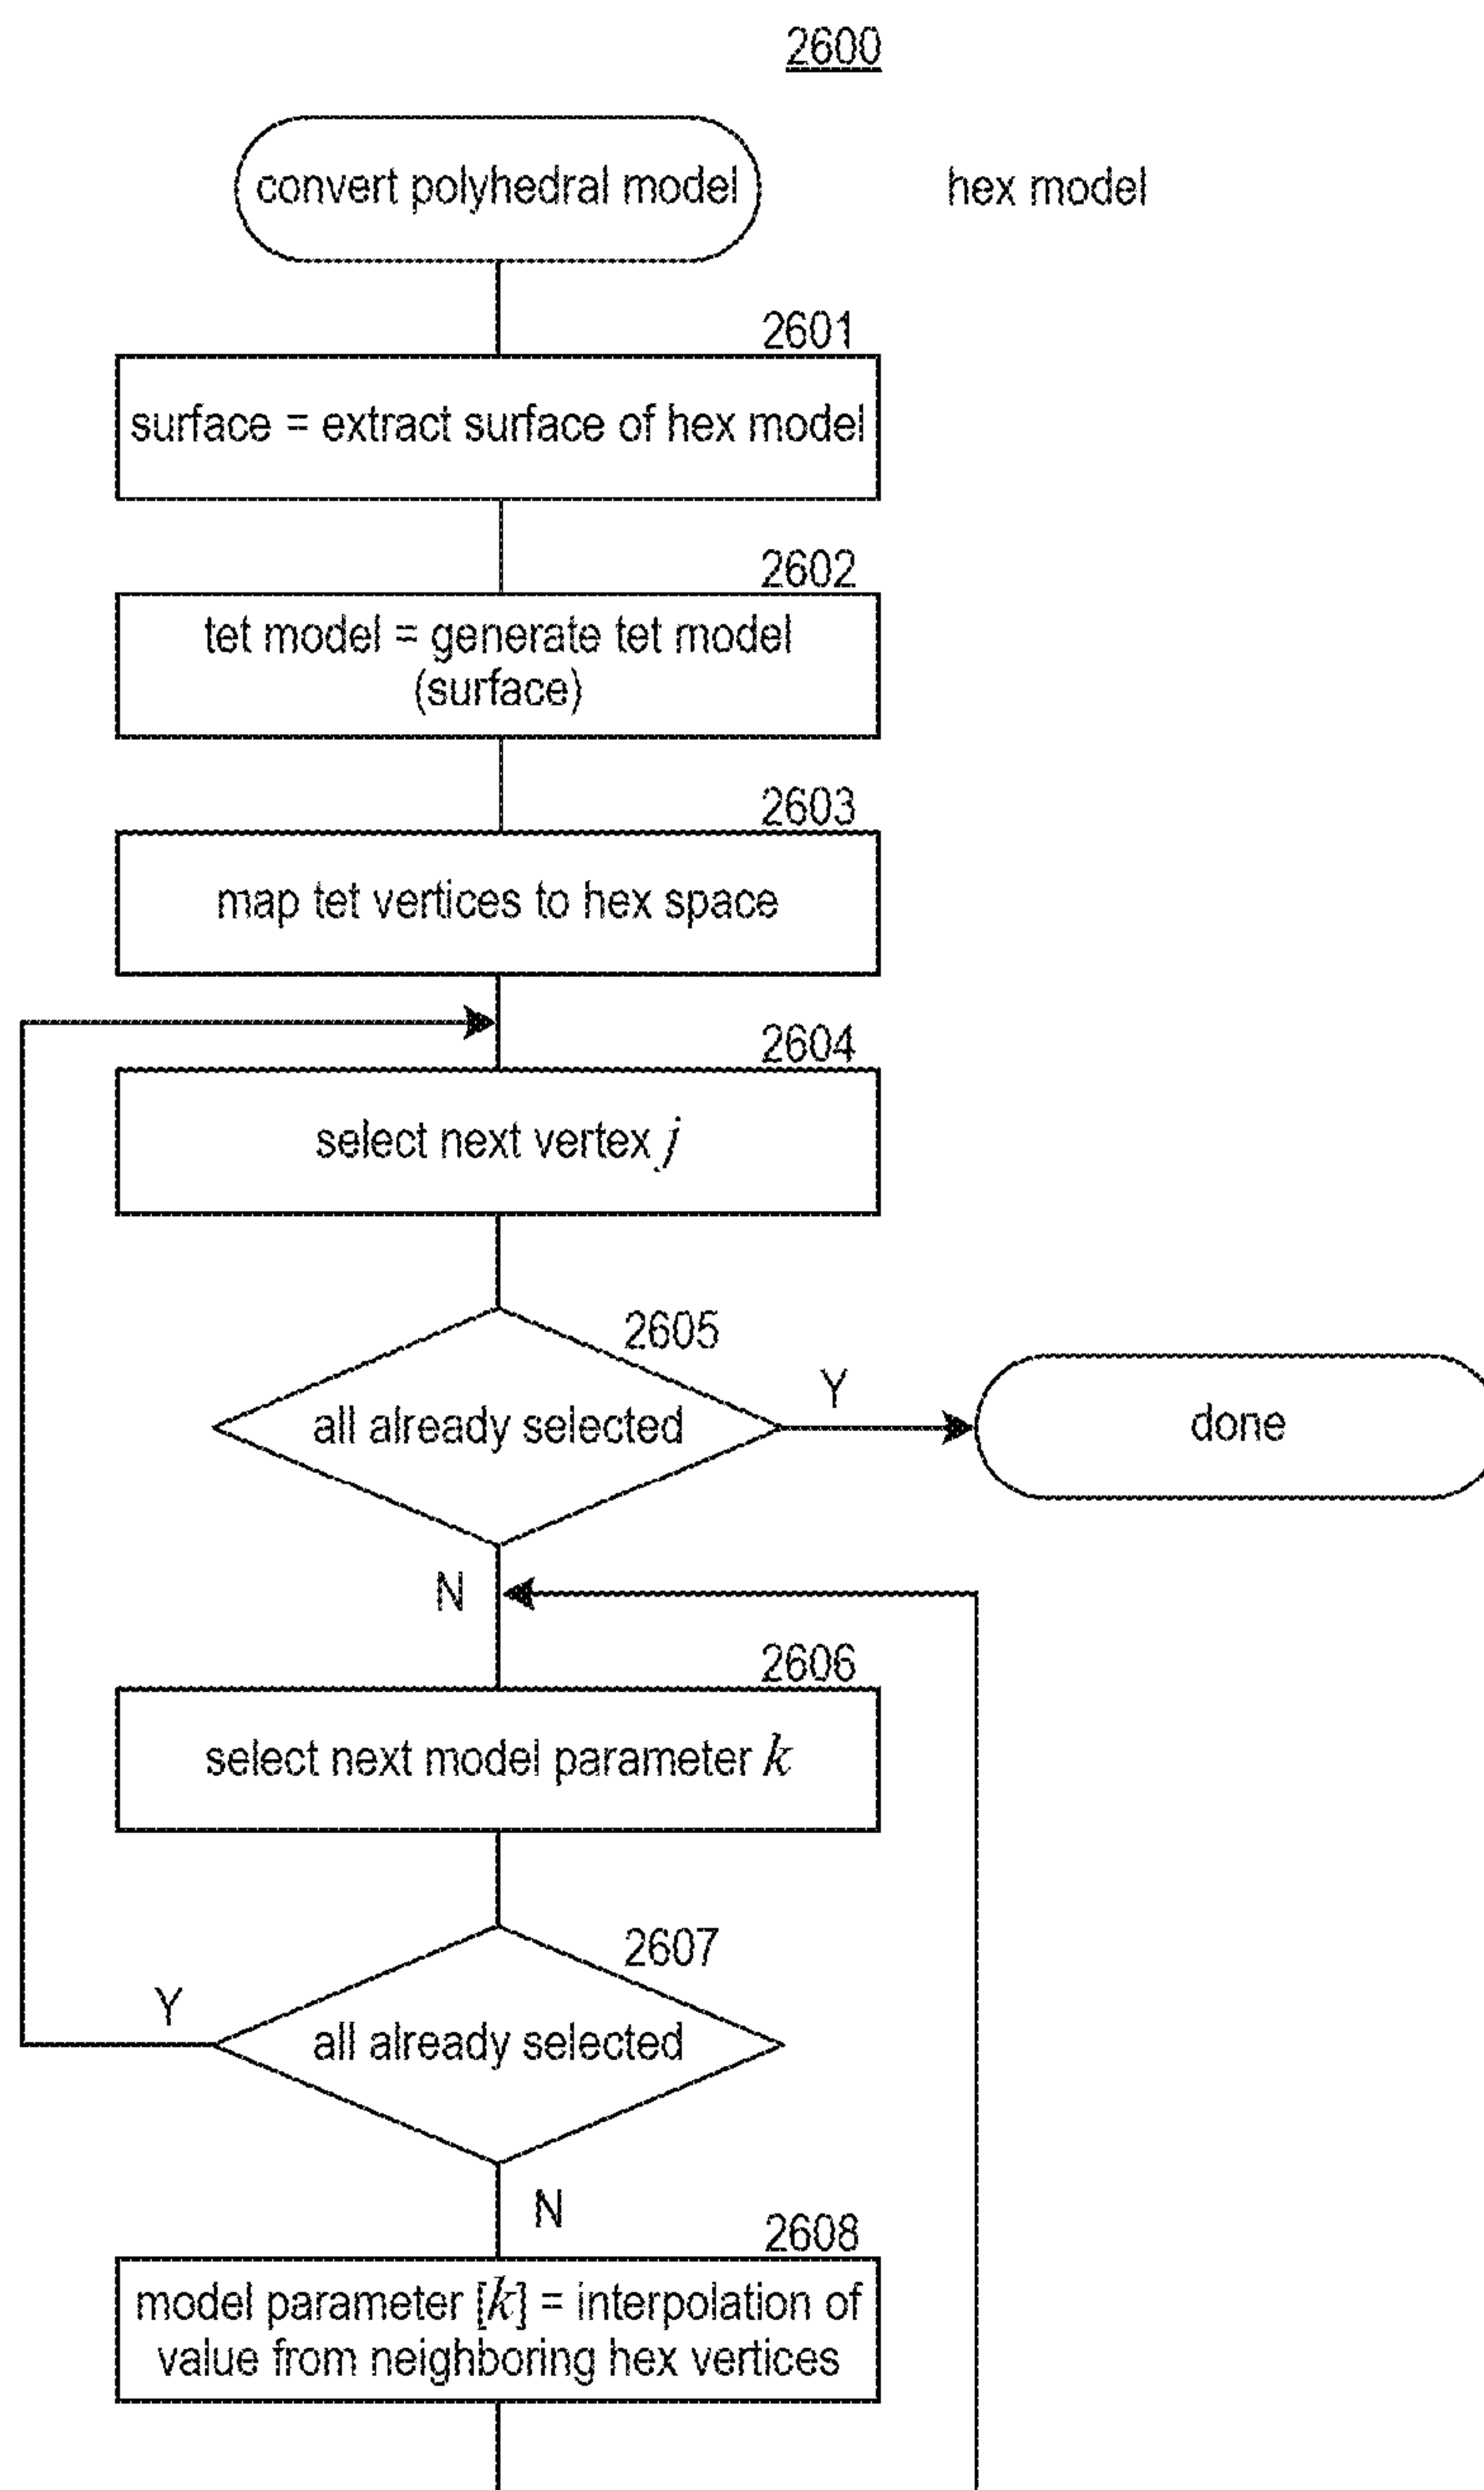 2600
convert polyhedral model
hex model
2601
surface = extract surface of hex model
2602
tet model = generate tet model
(surface)
2603
map tet vertices to hex space
2604
select next vertex j
2605
all already selected
Y
done
N
2606
select next model parameter k
2607
all already selected
Y
N
2608
model parameter [k] = interpolation of
value from neighboring hex vertices